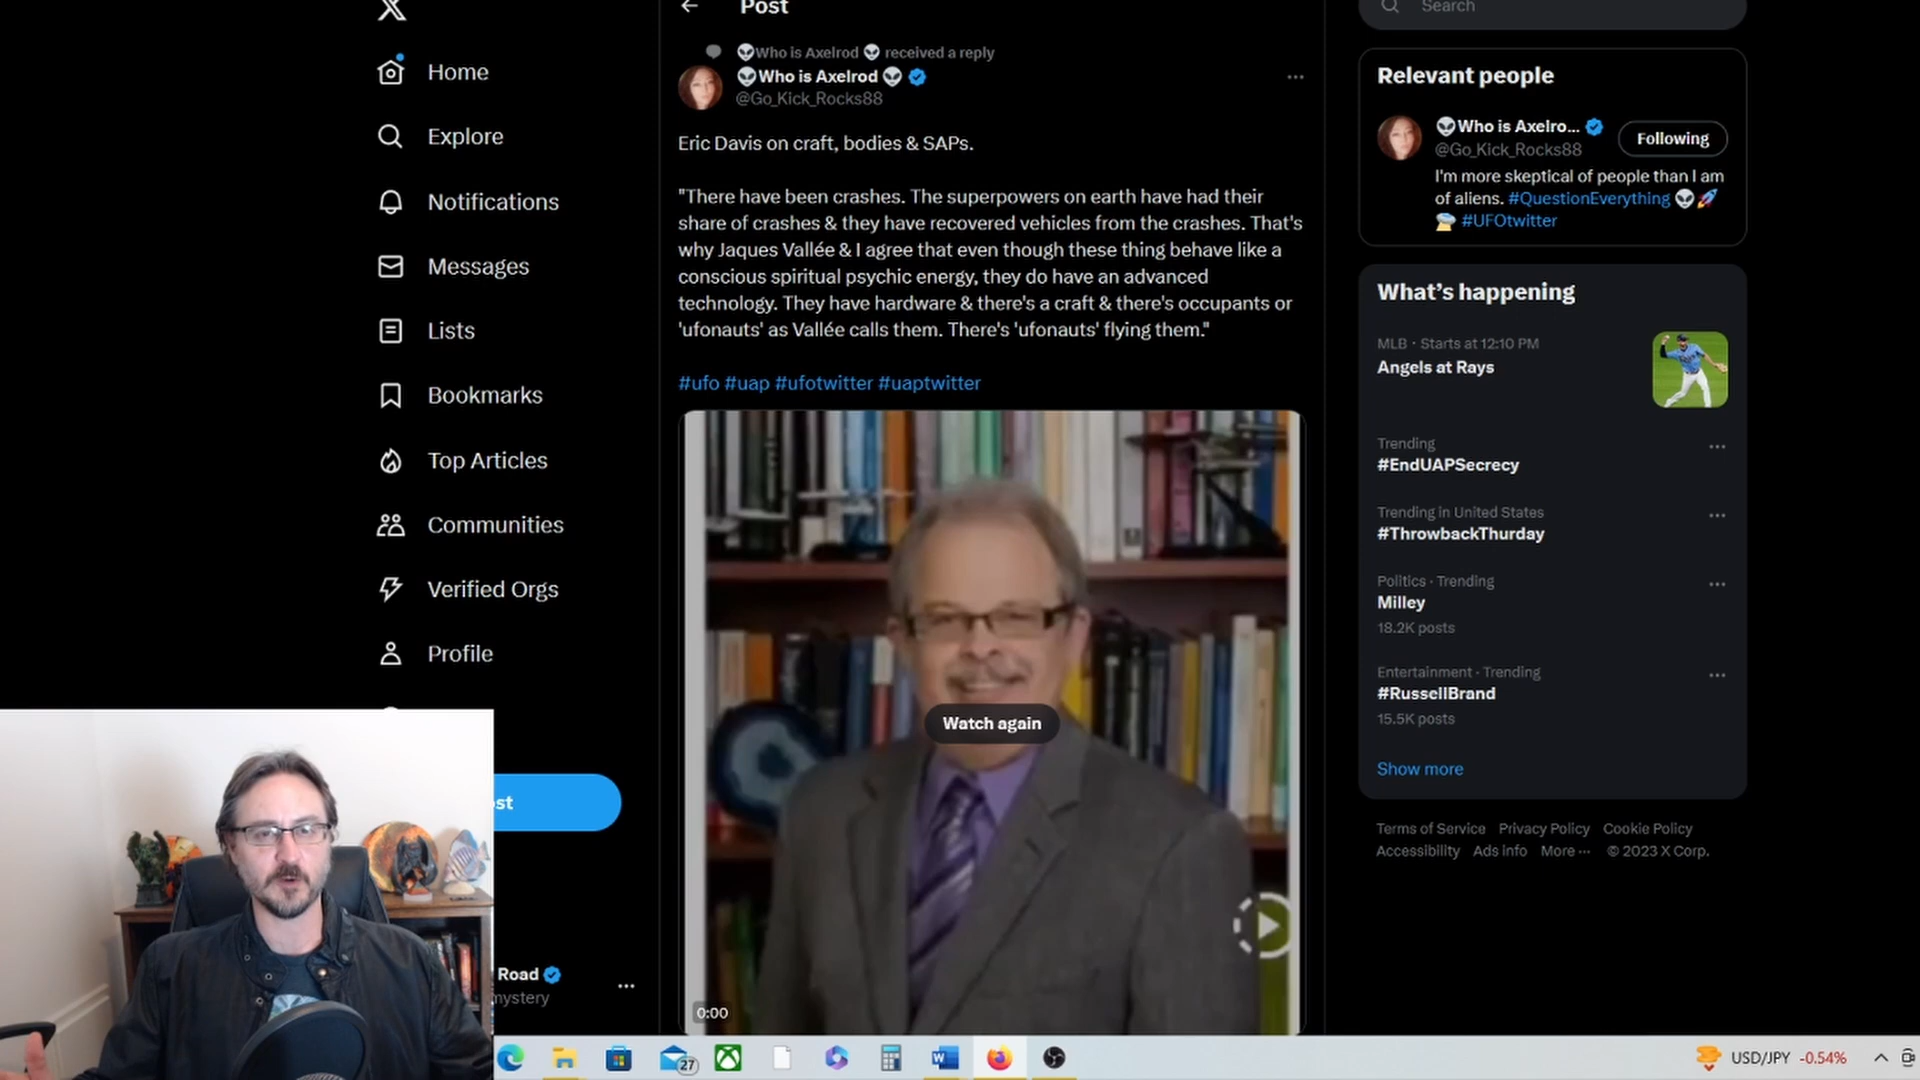 Home
Explore
Notifications
Messages
Lists
Bookmarks
Top Articles
Communities
Verified Orgs
Profile
st
Road
mystery
Post
Who is Axelrod received a reply
Who is Axelrod
@Go_Kick_Rocks88
Eric Davis on craft, bodies & SAPs.
"There have been crashes. The superpowers on earth have had their
share of crashes & they have recovered vehicles from the crashes. That's
why Jaques Vallée & I agree that even though these thing behave like a
conscious spiritual psychic energy, they do have an advanced
technology. They have hardware & there's a craft & there's occupants or
'ufonauts' as Vallée calls them. There's 'ufonauts' flying them."
#ufo #uap #ufotwitter #uaptwitter
Watch again
0:00
Search
Relevant people
Who is Axelro...
@Go_Kick_Rocks88
Following
I'm more skeptical of people than I am
of aliens. #QuestionEverything
#UFOtwitter
What's happening
MLB · Starts at 12:10 PM
Angels at Rays
Trending
#EndUAPSecrecy
Trending in United States
#ThrowbackThurday
Politics · Trending
Milley
18.2K posts
Entertainment · Trending
#RussellBrand
15.5K posts
Show more
Terms of Service Privacy Policy Cookie Policy
Accessibility Ads info More ··· © 2023 X Corp.
27
USD/JPY -0.54%